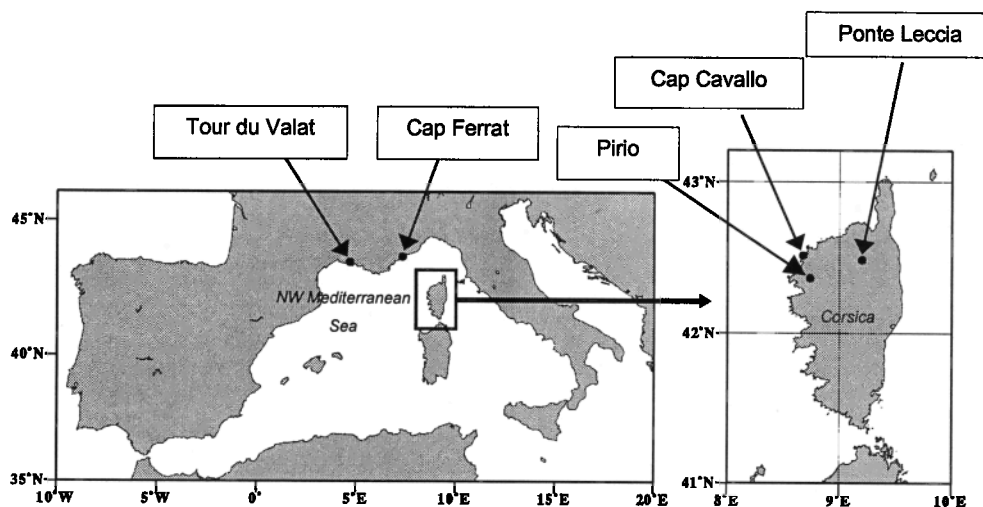 Ponte Leccia
Cap Cavallo
Tour du Valat
Cap Ferrat
Pirio
45°N
40°N
35°N
10°W
5°W
0°
5°E
10°E
15°E
20°E
NW Mediterranean
Sea
43°N
42°N
41°N
8°E
9°E
10°E
Corsica